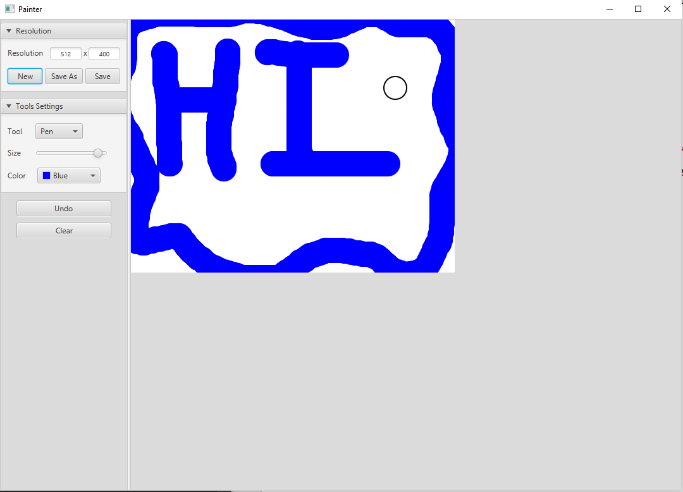 Painter
Resolution
Resolution 512 x 400
New Save As Save
Tools Settings
Tool Pen
Size
Color Blue
Undo
Clear
HI